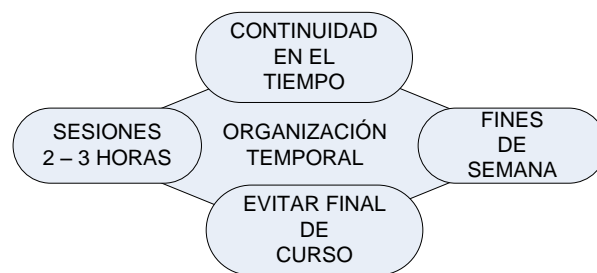 CONTINUIDAD
EN EL
TIEMPO
SESIONES
2 – 3 HORAS
ORGANIZACIÓN
TEMPORAL
FINES
DE
SEMANA
EVITAR FINAL
DE
CURSO